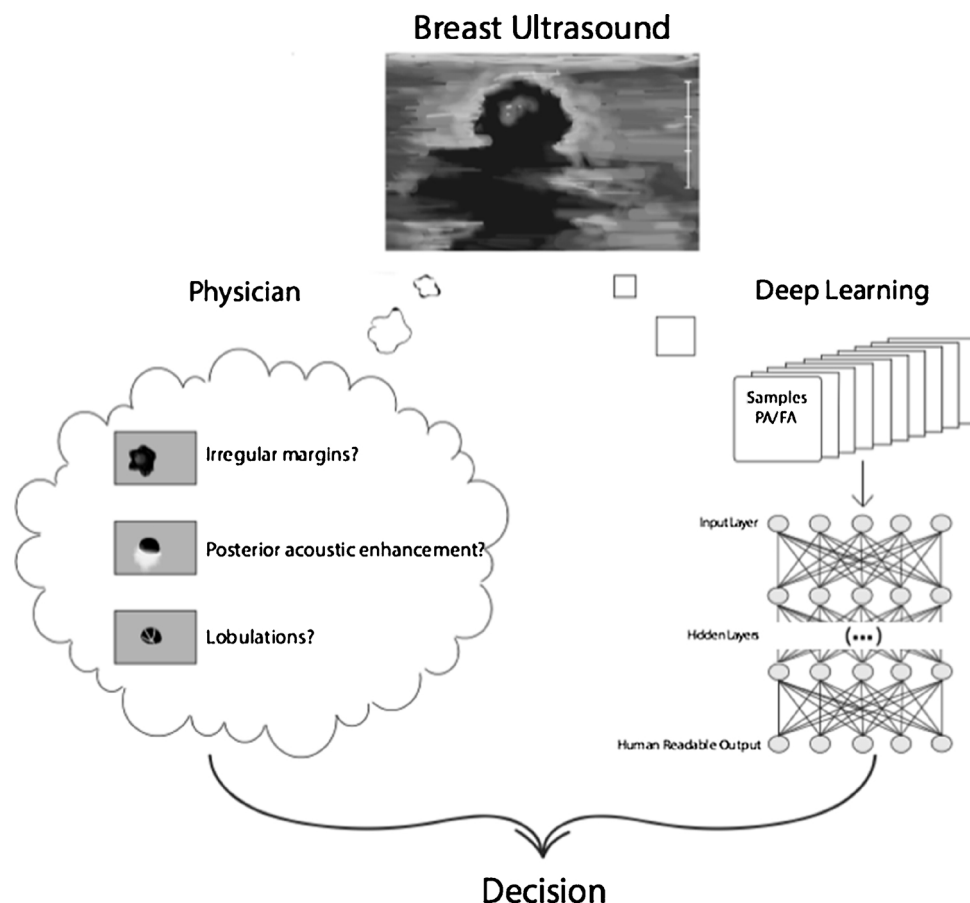 Breast Ultrasound
Physician
Deep Learning
Samples
PA/FA
Irregular margins?
Posterior acoustic enhancement?
Lobulations?
Input Layer
Hidden Layers
(...)
Human Readable Output
Decision